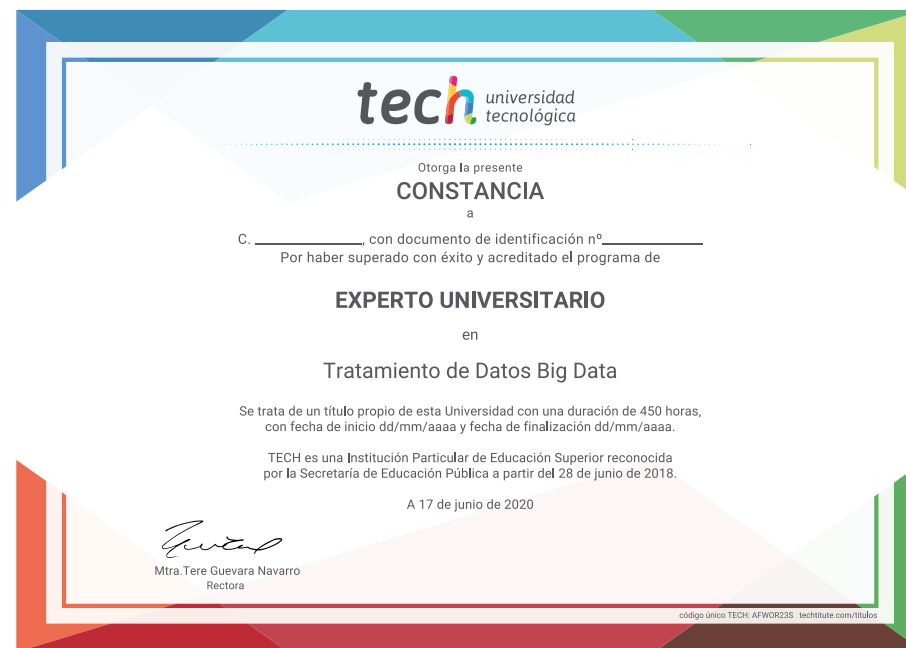 tech universidad
tecnológica
Otorga la presente
CONSTANCIA
a
C. ______________, con documento de identificación nº_____________
Por haber superado con éxito y acreditado el programa de
EXPERTO UNIVERSITARIO
en
Tratamiento de Datos Big Data
Se trata de un título propio de esta Universidad con una duración de 450 horas,
con fecha de inicio dd/mm/aaaa y fecha de finalización dd/mm/aaaa.
TECH es una Institución Particular de Educación Superior reconocida
por la Secretaría de Educación Pública a partir del 28 de junio de 2018.
A 17 de junio de 2020
Mtra.Tere Guevara Navarro
Rectora
código único TECH: AFWOR23S techtitute.com/titulos